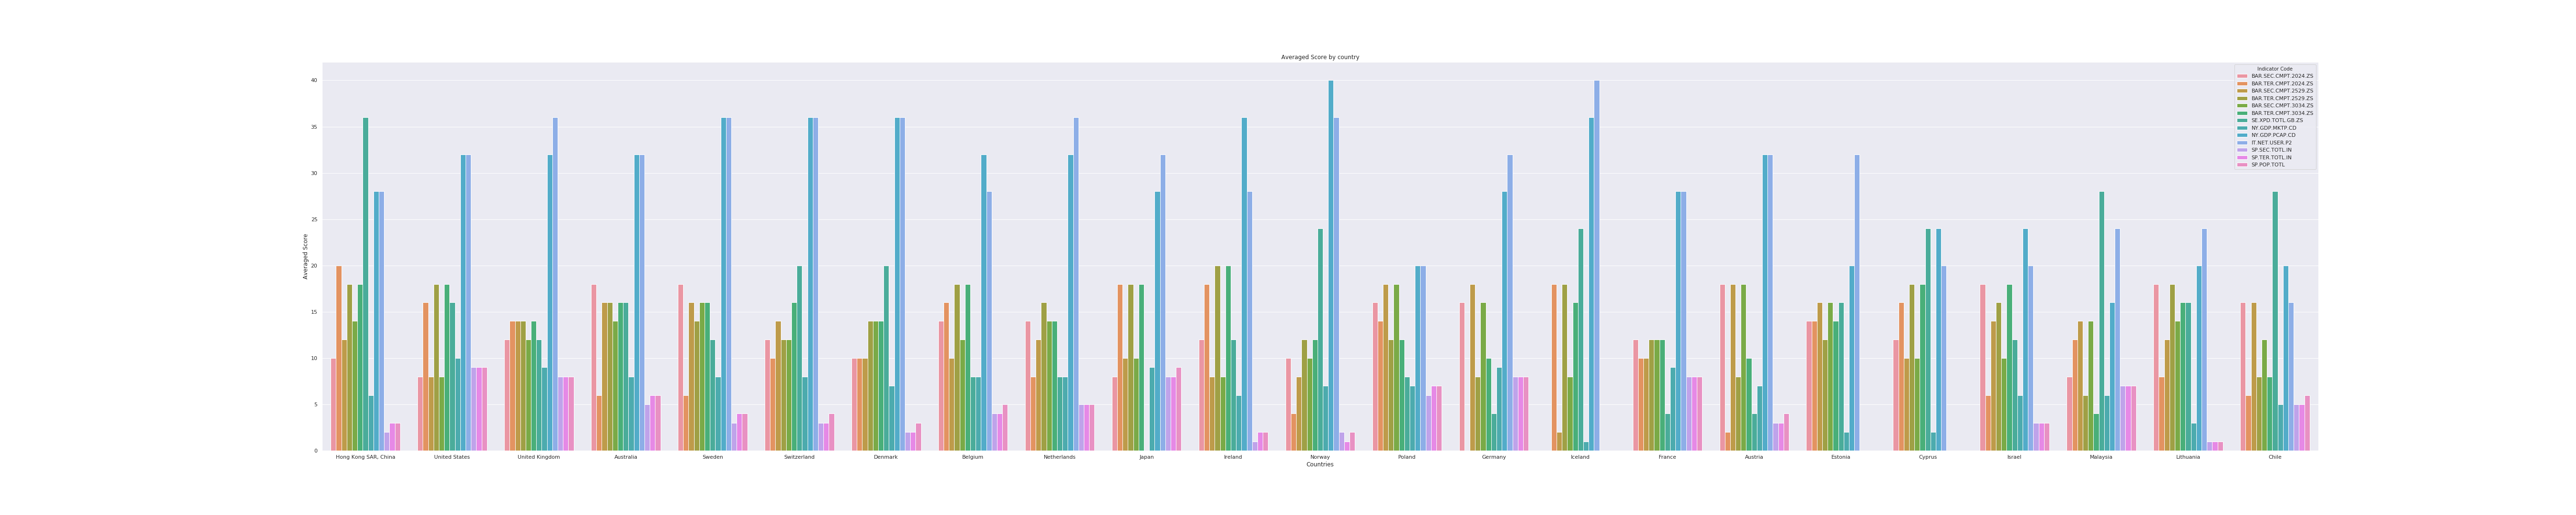 Averaged Score by country
Indicator Code
BAR.SEC.CMPT.2024.ZS
BAR.TER.CMPT.2024.ZS
BAR.SEC.CMPT.2529.ZS
BAR.TER.CMPT.2529.ZS
BAR.SEC.CMPT.3034.ZS
BAR.TER.CMPT.3034.ZS
SE.XPD.TOTL.GB.ZS
NY.GDP.MKTP.CD
NY.GDP.PCAP.CD
IT.NET.USER.P2
SP.SEC.TOTL.IN
SP.TER.TOTL.IN
SP.POP.TOTL
40
35
30
25
20
15
10
5
0
Averaged Score
Hong Kong SAR, China United States United Kingdom Australia Sweden Switzerland Denmark Belgium Netherlands Japan Ireland Norway Poland Germany Iceland France Austria Estonia Cyprus Israel Malaysia Lithuania Chile
Countries